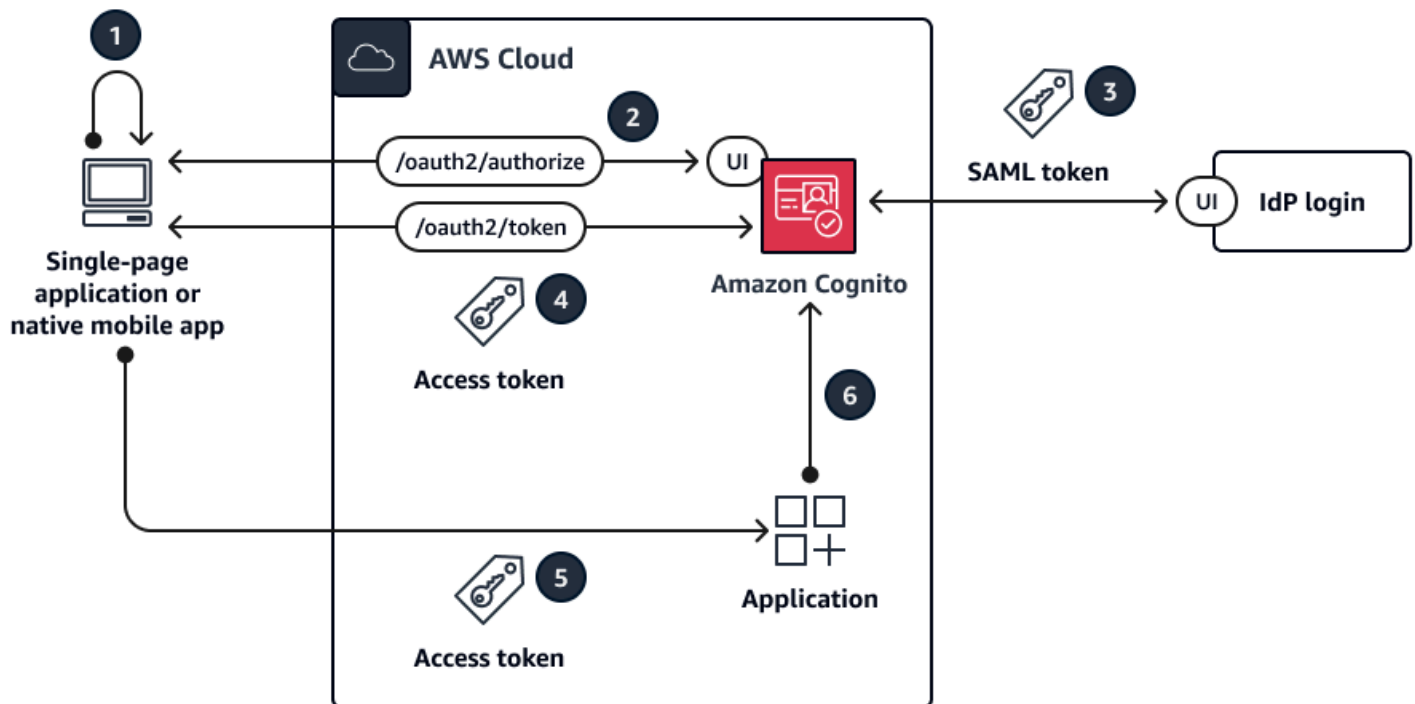 1
AWS Cloud
2
3
/oauth2/authorize
UI
SAML token
UI
IdP login
/oauth2/token
Single-page
application or
native mobile app
Amazon Cognito
4
Access token
6
5
Application
Access token